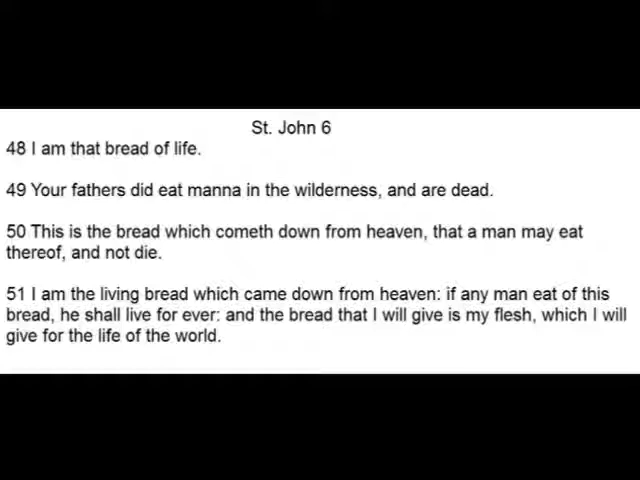 St. John 6
48 I am that bread of life.
49 Your fathers did eat manna in the wilderness, and are dead.
50 This is the bread which cometh down from heaven, that a man may eat
thereof, and not die.
51 I am the living bread which came down from heaven: if any man eat of this
bread, he shall live for ever: and the bread that I will give is my flesh, which I will
give for the life of the world.